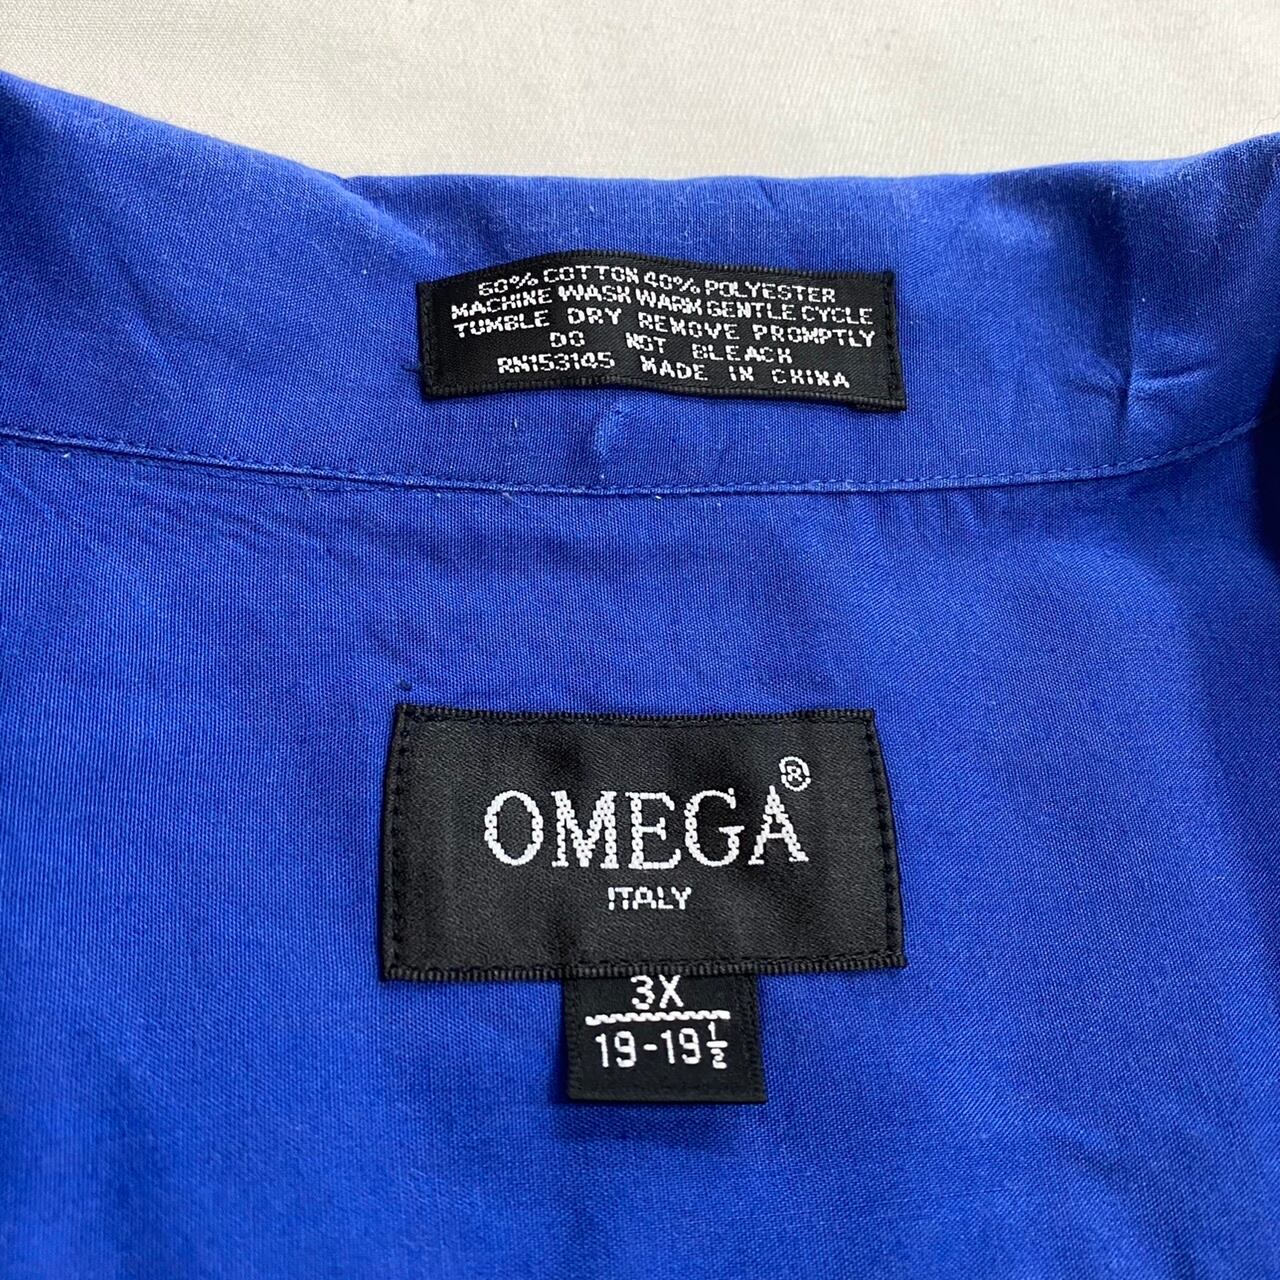 60% COTTON 40% POLYESTER
MACHINE WASH WARM GENTLE CYCLE
TUMBLE DRY REMOVE PROMPTLY
DO NOT BLEACH
RN153145 MADE IN CHINA
OMEGA®
ITALY
3X
19-19½